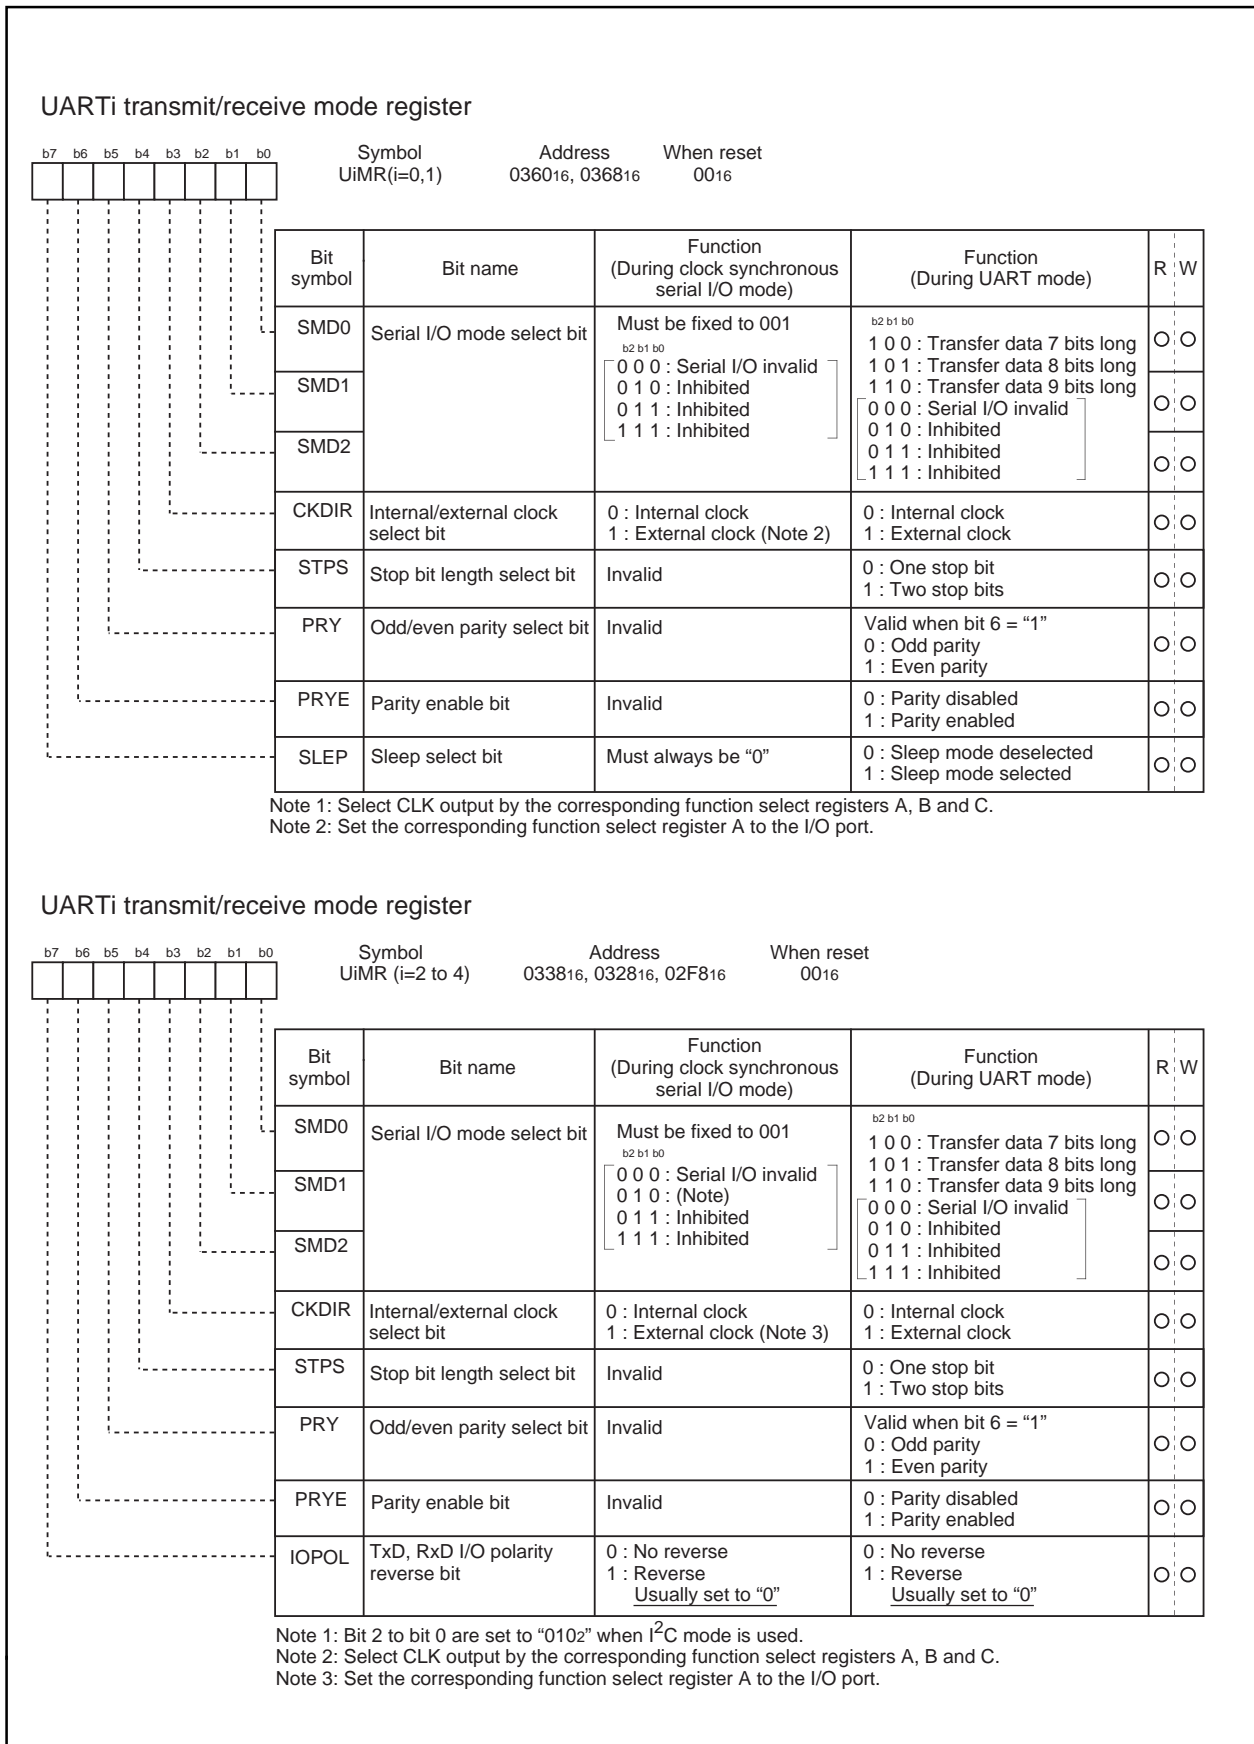 UARTi transmit/receive mode register
b7 b6 b5 b4 b3 b2 b1 b0
Symbol Address When reset
UiMR(i=0,1) 036016, 036816 0016
Bit symbol Bit name Function (During clock synchronous serial I/O mode) Function (During UART mode) R W
SMD0 Serial I/O mode select bit
SMD1
SMD2
Must be fixed to 001
b2 b1 b0
0 0 0 : Serial I/O invalid
0 1 0 : Inhibited
0 1 1 : Inhibited
1 1 1 : Inhibited
b2 b1 b0
1 0 0 : Transfer data 7 bits long
1 0 1 : Transfer data 8 bits long
1 1 0 : Transfer data 9 bits long
0 0 0 : Serial I/O invalid
0 1 0 : Inhibited
0 1 1 : Inhibited
1 1 1 : Inhibited
CKDIR Internal/external clock select bit
0 : Internal clock
1 : External clock (Note 2)
0 : Internal clock
1 : External clock
STPS Stop bit length select bit Invalid
0 : One stop bit
1 : Two stop bits
PRY Odd/even parity select bit Invalid
Valid when bit 6 = “1”
0 : Odd parity
1 : Even parity
PRYE Parity enable bit Invalid
0 : Parity disabled
1 : Parity enabled
SLEP Sleep select bit Must always be “0”
0 : Sleep mode deselected
1 : Sleep mode selected
Note 1: Select CLK output by the corresponding function select registers A, B and C.
Note 2: Set the corresponding function select register A to the I/O port.
UARTi transmit/receive mode register
b7 b6 b5 b4 b3 b2 b1 b0
Symbol Address When reset
UiMR (i=2 to 4) 033816, 032816, 02F816 0016
Bit symbol Bit name Function (During clock synchronous serial I/O mode) Function (During UART mode) R W
SMD0 Serial I/O mode select bit
SMD1
SMD2
Must be fixed to 001
b2 b1 b0
0 0 0 : Serial I/O invalid
0 1 0 : (Note)
0 1 1 : Inhibited
1 1 1 : Inhibited
b2 b1 b0
1 0 0 : Transfer data 7 bits long
1 0 1 : Transfer data 8 bits long
1 1 0 : Transfer data 9 bits long
0 0 0 : Serial I/O invalid
0 1 0 : Inhibited
0 1 1 : Inhibited
1 1 1 : Inhibited
CKDIR Internal/external clock select bit
0 : Internal clock
1 : External clock (Note 3)
0 : Internal clock
1 : External clock
STPS Stop bit length select bit Invalid
0 : One stop bit
1 : Two stop bits
PRY Odd/even parity select bit Invalid
Valid when bit 6 = “1”
0 : Odd parity
1 : Even parity
PRYE Parity enable bit Invalid
0 : Parity disabled
1 : Parity enabled
IOPOL TxD, RxD I/O polarity reverse bit
0 : No reverse
1 : Reverse
Usually set to “0”
0 : No reverse
1 : Reverse
Usually set to “0”
Note 1: Bit 2 to bit 0 are set to “0102” when I2C mode is used.
Note 2: Select CLK output by the corresponding function select registers A, B and C.
Note 3: Set the corresponding function select register A to the I/O port.